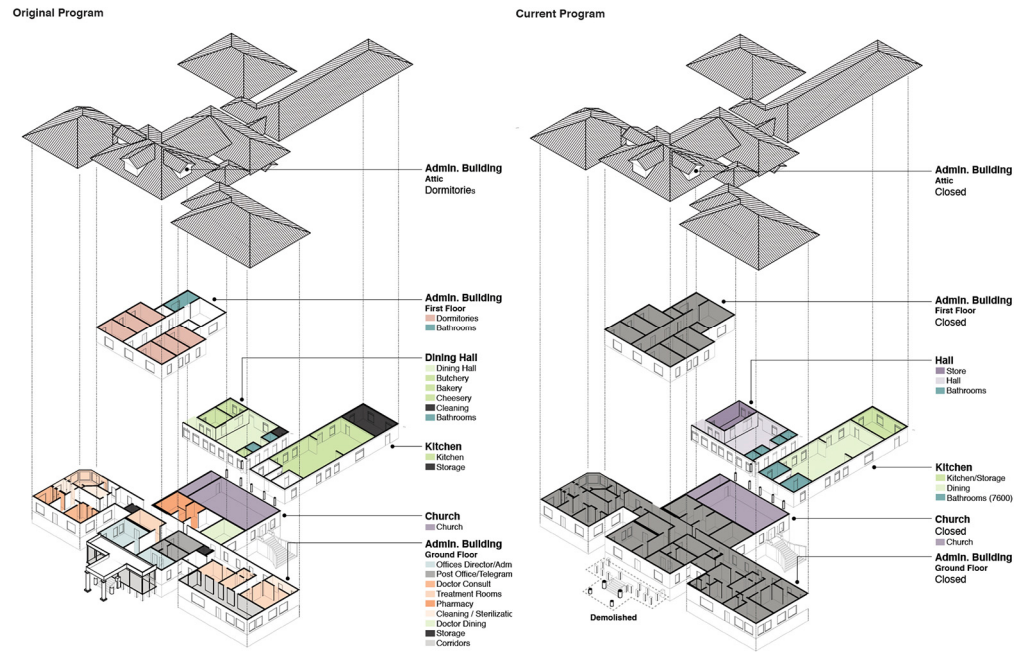 Original Program
Admin. Building
Attic
Dormitories
Admin. Building
First Floor
Dormitories
Bathrooms
Dining Hall
Dining Hall
Butchery
Bakery
Cheesery
Cleaning
Bathrooms
Kitchen
Kitchen
Storage
Church
Church
Admin. Building
Ground Floor
Offices Director/Adm
Post Office/Telegram
Doctor Consult
Treatment Rooms
Pharmacy
Cleaning / Sterilizatic
Doctor Dining
Storage
Corridors
Current Program
Admin. Building
Attic
Closed
Admin. Building
First Floor
Closed
Hall
Store
Hall
Bathrooms
Kitchen
Kitchen/Storage
Dining
Bathrooms (7600)
Church
Closed
Church
Admin. Building
Ground Floor
Closed
Demolished